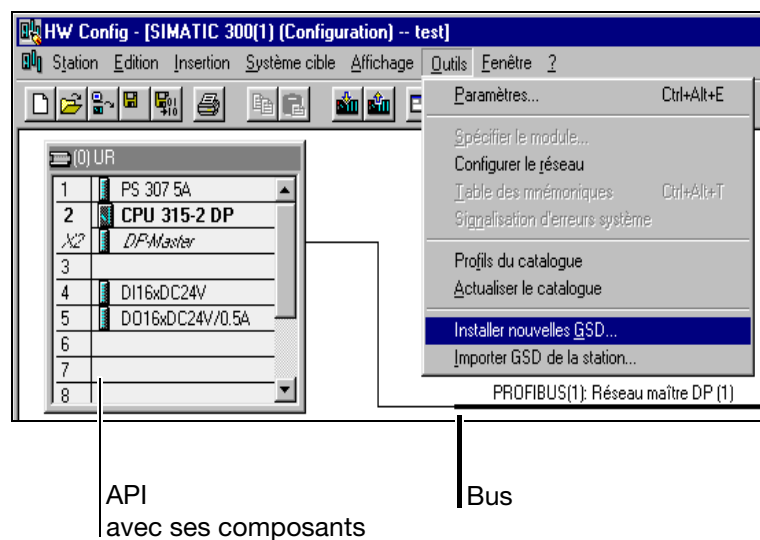 HW Config - [SIMATIC 300(1) (Configuration) -- test]
Station Edition Insertion Système cible Affichage Outils Fenêtre ?
Paramètres... Ctrl+Alt+E
Spécifier le module...
Configurer le réseau
Table des mnémoniques Ctrl+Alt+T
Signalisation d'erreurs système
Profils du catalogue
Actualiser le catalogue
Installer nouvelles GSD...
Importer GSD de la station...
(0) UR
1 PS 307 5A
2 CPU 315-2 DP
X2 DP-Master
3
4 DI16xDC24V
5 DO16xDC24V/0.5A
6
7
8
PROFIBUS(1): Réseau maître DP (1)
API
avec ses composants
Bus